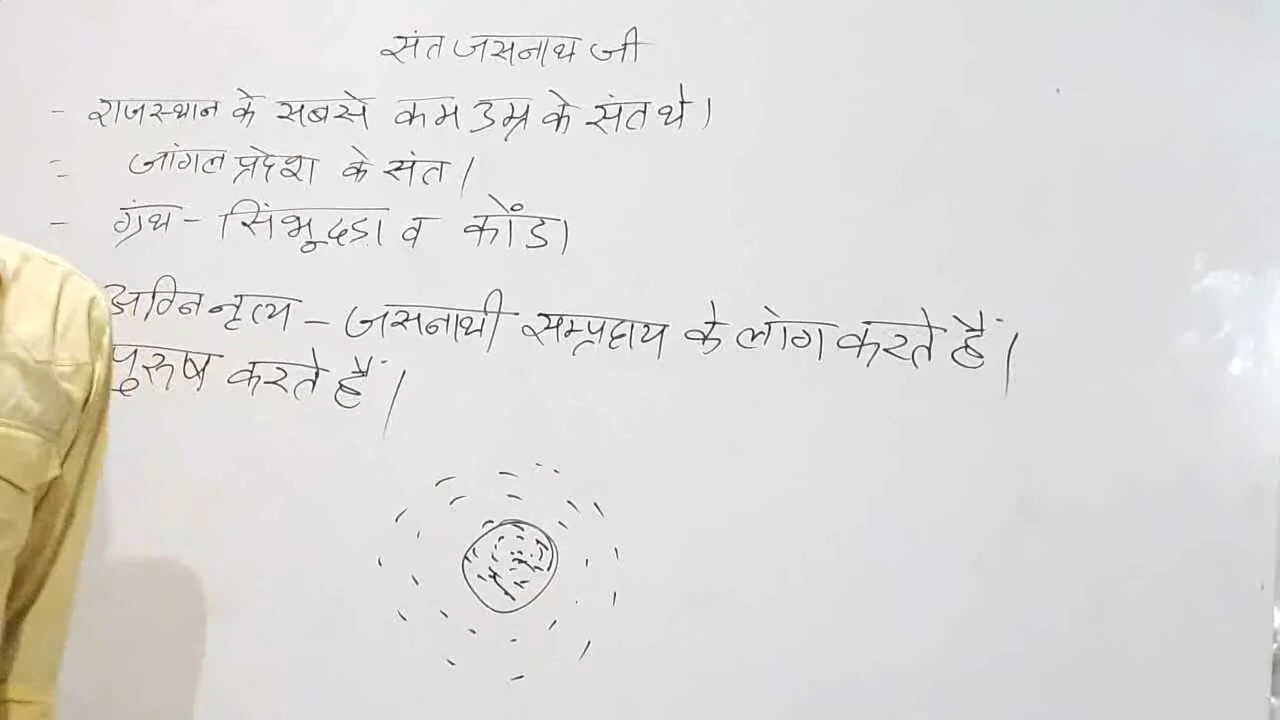 संत जसनाथ जी
- राजस्थान के सबसे कम उम्र के संत थे।
- जांगल प्रदेश के संत।
- ग्रंथ - सिंभूदड़ा व कोंडा
अग्नि नृत्य - जसनाथी सम्प्रदाय के लोग करते हैं।
पुरुष करते हैं।